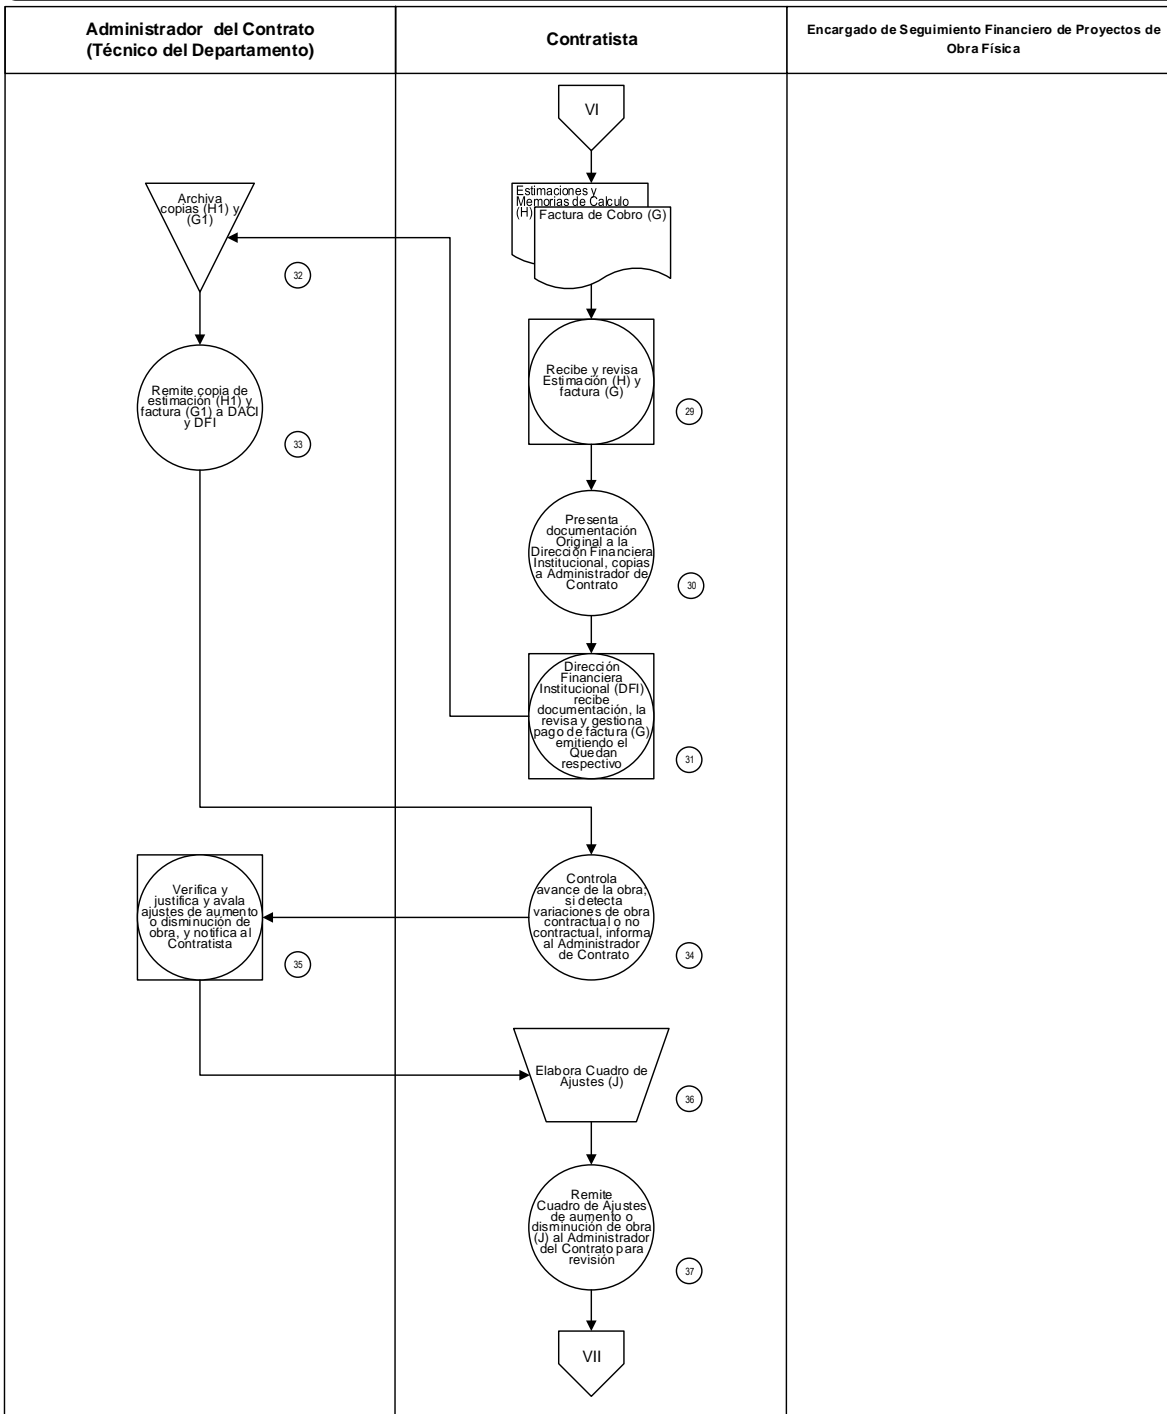 Administrador del Contrato
(Técnico del Departamento)
Contratista
Encargado de Seguimiento Financiero de Proyectos de
Obra Física
VI
Estimaciones y
Memorias de Calculo
(H)
Factura de Cobro (G)
Archiva
copias (H1) y
(G1)
32
Recibe y revisa
Estimación (H) y
factura (G)
29
Remite copia de
estimación (H1) y
factura (G1) a DACI
y DFI
33
Presenta
documentación
Original a la
Dirección Financiera
Institucional, copias
a Administrador de
Contrato
30
Dirección
Financiera
Institucional (DFI)
recibe
documentación, la
revisa y gestiona
pago de factura (G)
emitiendo el
Quedan
respectivo
31
Controla
avance de la obra;
si detecta
variaciones de obra
contractual o no
contractual, informa
al Administrador
de Contrato
34
Verifica y
justifica y avala
ajustes de aumento
o disminución de
obra, y notifica al
Contratista
35
Elabora Cuadro de
Ajustes (J)
36
Remite
Cuadro de Ajustes
de aumento o
disminución de obra
(J) al Administrador
del Contrato para
revisión
37
VII